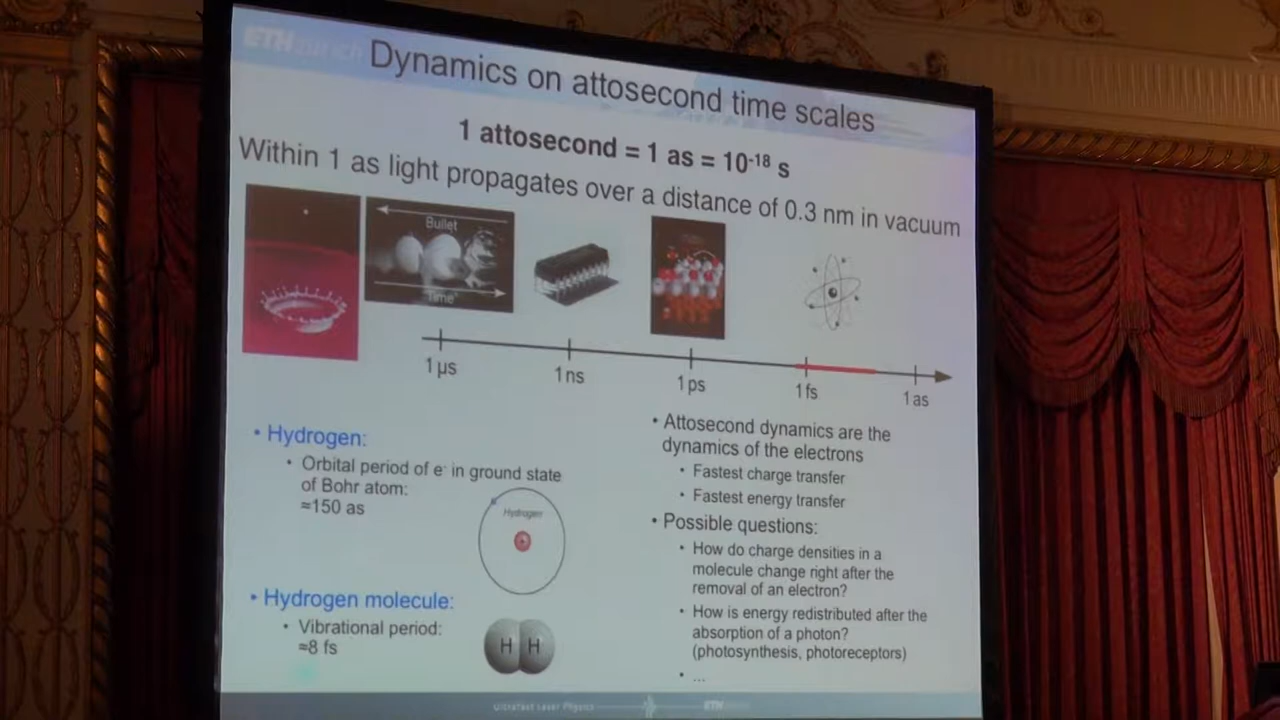 ETH zürich
Dynamics on attosecond time scales
1 attosecond = 1 as = 10⁻¹⁸ s
Within 1 as light propagates over a distance of 0.3 nm in vacuum
Bullet
Time
1 µs
1 ns
1 ps
1 fs
1 as
• Hydrogen:
• Orbital period of e⁻ in ground state
of Bohr atom:
≈150 as
Hydrogen
+
• Hydrogen molecule:
• Vibrational period:
≈8 fs
H H
• Attosecond dynamics are the
dynamics of the electrons
• Fastest charge transfer
• Fastest energy transfer
• Possible questions:
• How do charge densities in a
molecule change right after the
removal of an electron?
• How is energy redistributed after the
absorption of a photon?
(photosynthesis, photoreceptors)
• ...
Ultrafast Laser Physics
ETH